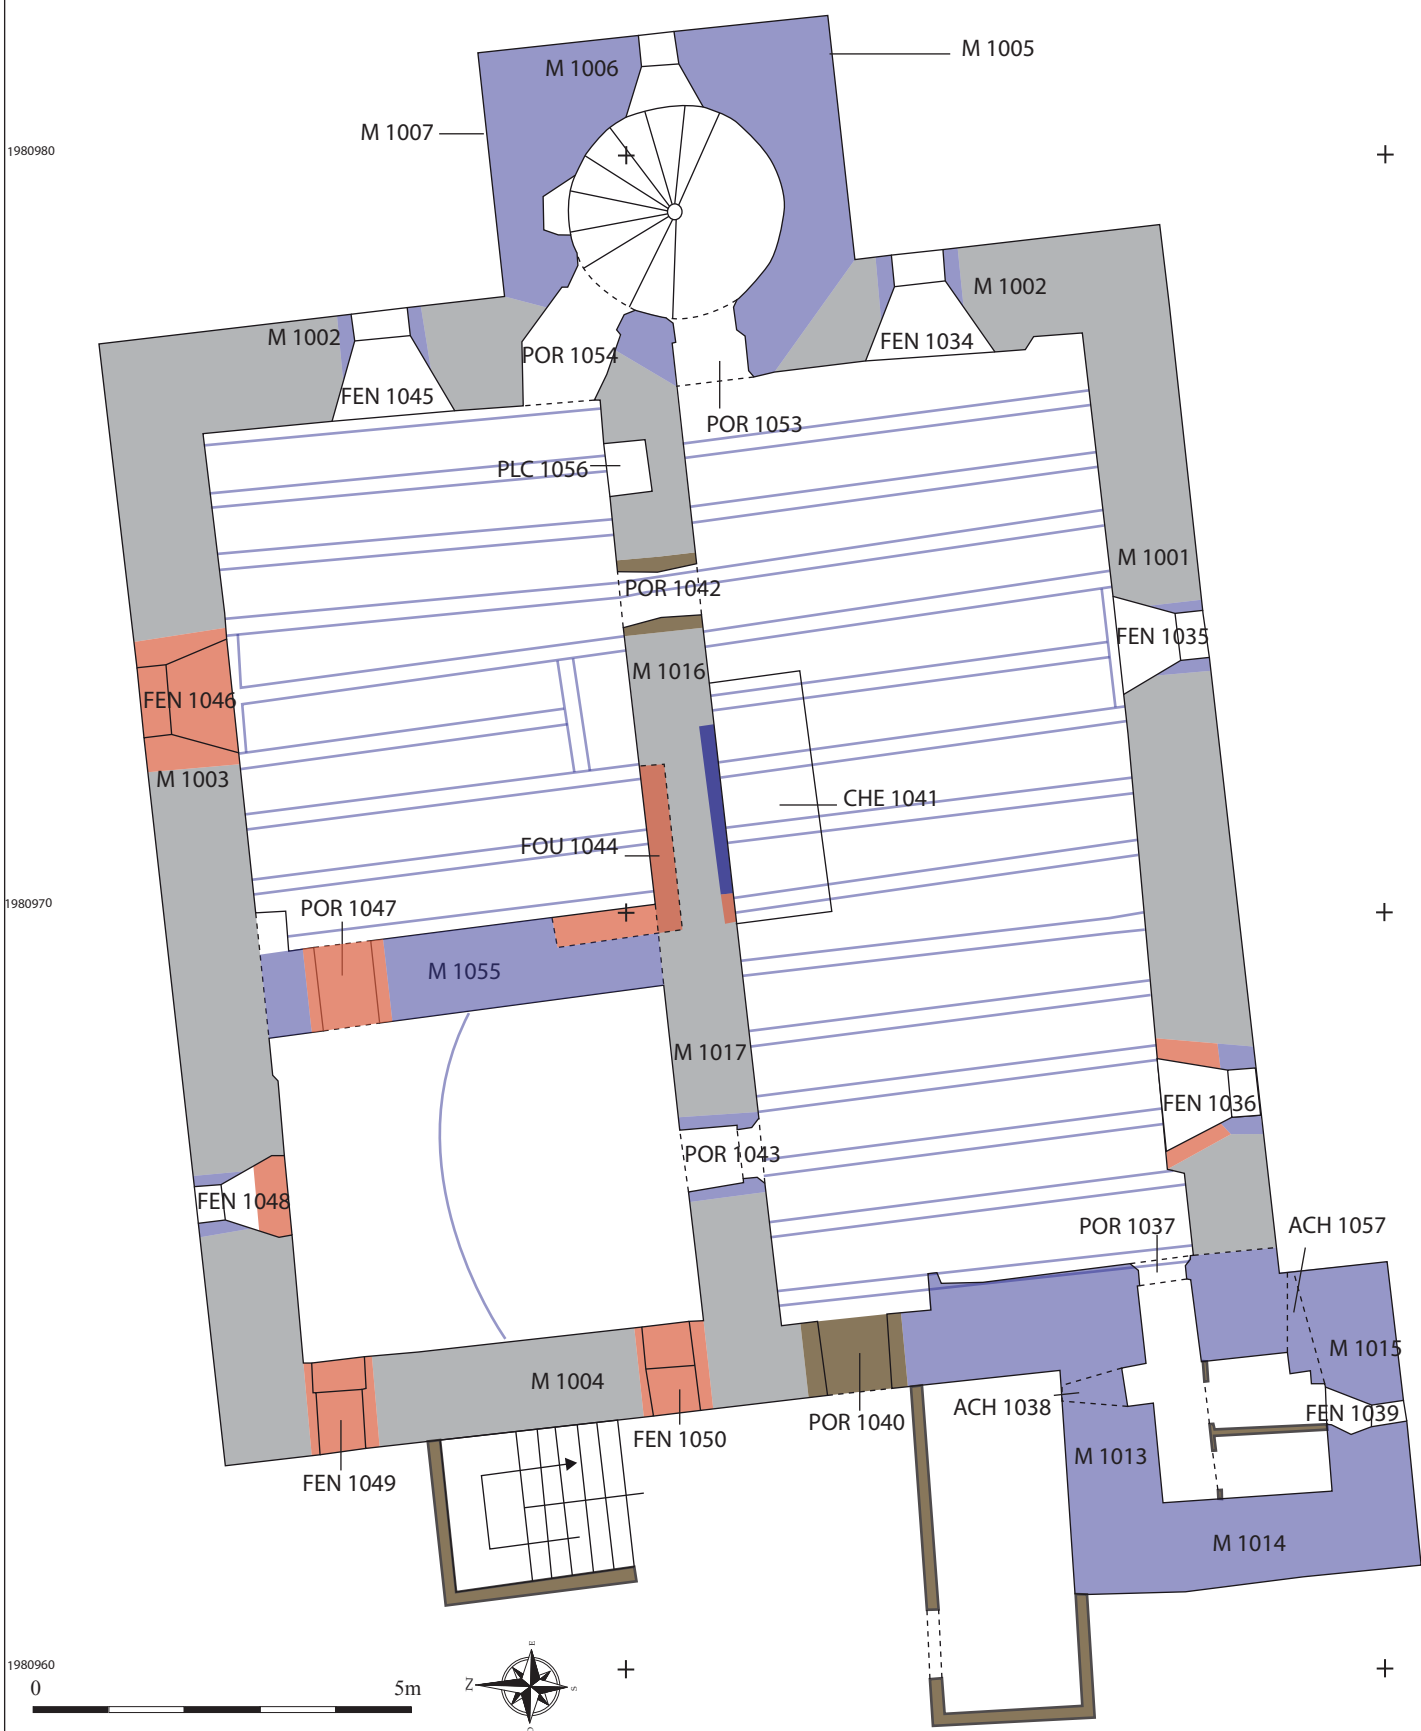 M 1005
M 1006
M 1007
1980980
M 1002
M 1002
FEN 1034
POR 1054
FEN 1045
POR 1053
PLC 1056
M 1001
POR 1042
FEN 1035
M 1016
FEN 1046
M 1003
CHE 1041
FOU 1044
1980970
POR 1047
M 1055
M 1017
FEN 1036
POR 1043
FEN 1048
POR 1037
ACH 1057
M 1015
M 1004
ACH 1038
FEN 1039
POR 1040
FEN 1050
M 1013
FEN 1049
M 1014
1980960
0 5m
E
N
S
O